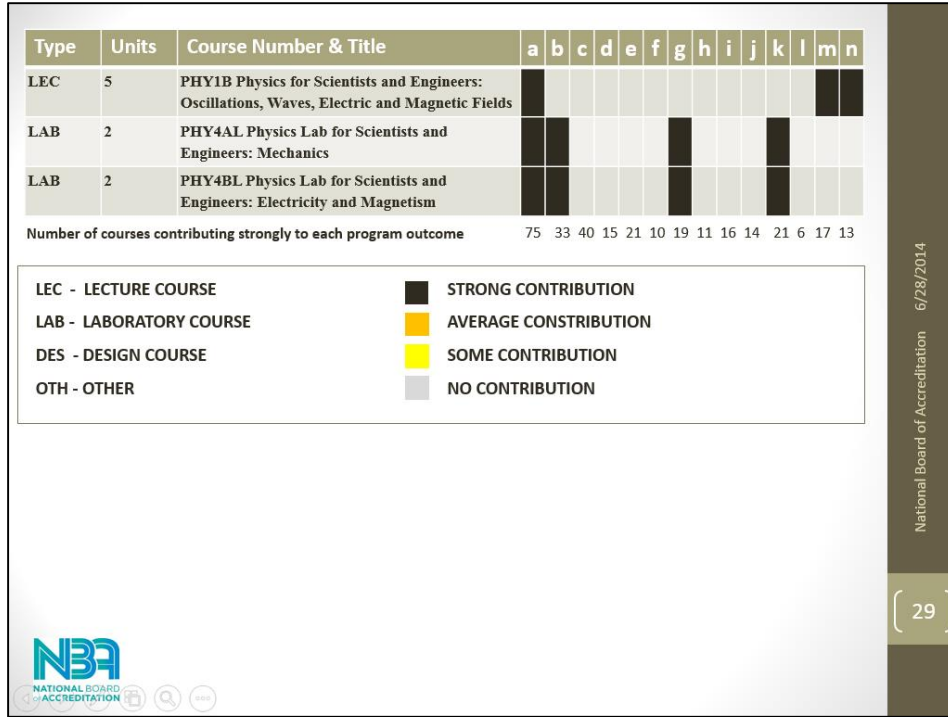 Type Units Course Number & Title a b c d e f g h i j k l m n
LEC 5 PHY1B Physics for Scientists and Engineers:
Oscillations, Waves, Electric and Magnetic Fields
LAB 2 PHY4AL Physics Lab for Scientists and
Engineers: Mechanics
LAB 2 PHY4BL Physics Lab for Scientists and
Engineers: Electricity and Magnetism
Number of courses contributing strongly to each program outcome 75 33 40 15 21 10 19 11 16 14 21 6 17 13
LEC - LECTURE COURSE STRONG CONTRIBUTION
LAB - LABORATORY COURSE AVERAGE CONSTRIBUTION
DES - DESIGN COURSE SOME CONTRIBUTION
OTH - OTHER NO CONTRIBUTION
National Board of Accreditation 6/28/2014
29
NBA
NATIONAL BOARD
of ACCREDITATION